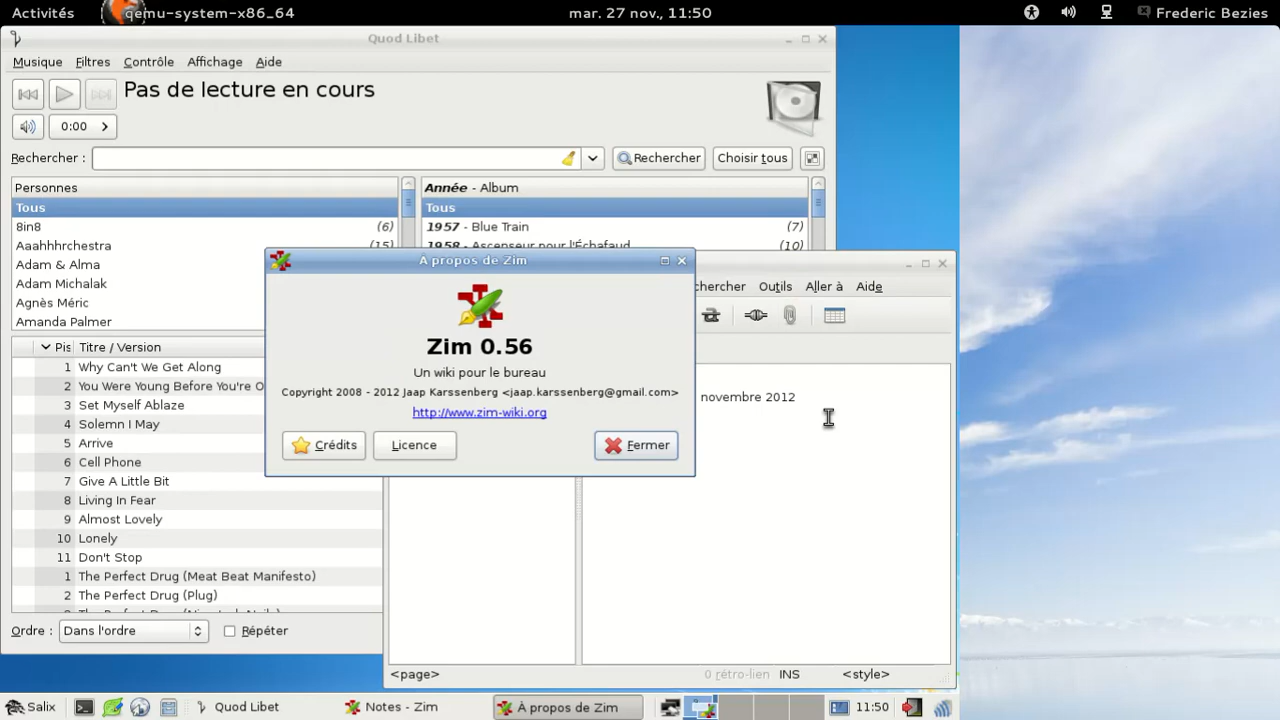 Activités
qemu-system-x86_64
mar. 27 nov., 11:50
Frederic Bezies
Quod Libet
Musique Filtres Contrôle Affichage Aide
Pas de lecture en cours
0:00
Rechercher :
Rechercher
Choisir tous
Personnes
Tous
8in8 (6)
Aaahhhrchestra (15)
Adam & Alma
Adam Michalak
Agnès Méric
Amanda Palmer
Année - Album
Tous
1957 - Blue Train (7)
1958 - Ascenseur pour l'Échafaud (10)
Pis Titre / Version
1 Why Can't We Get Along
2 You Were Young Before You're O
3 Set Myself Ablaze
4 Solemn I May
5 Arrive
6 Cell Phone
7 Give A Little Bit
8 Living In Fear
9 Almost Lovely
10 Lonely
11 Don't Stop
1 The Perfect Drug (Meat Beat Manifesto)
2 The Perfect Drug (Plug)
Ordre : Dans l'ordre
Répéter
À propos de Zim
Zim 0.56
Un wiki pour le bureau
Copyright 2008 - 2012 Jaap Karssenberg <jaap.karssenberg@gmail.com>
http://www.zim-wiki.org
Crédits
Licence
Fermer
hercher Outils Aller à Aide
novembre 2012
<page>
0 rétro-lien INS <style>
Salix
Quod Libet
Notes - Zim
À propos de Zim
11:50